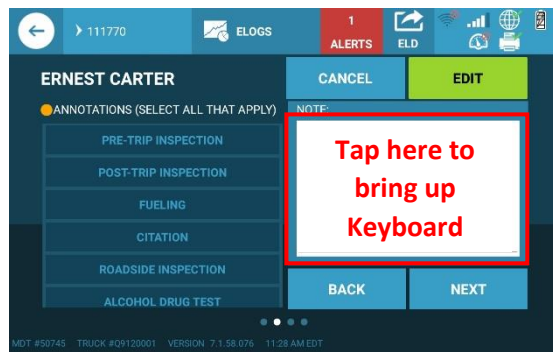 111770
ELOGS
1
ALERTS
ELD
ERNEST CARTER
CANCEL
EDIT
ANNOTATIONS (SELECT ALL THAT APPLY)
NOTE:
PRE-TRIP INSPECTION
POST-TRIP INSPECTION
FUELING
CITATION
ROADSIDE INSPECTION
ALCOHOL DRUG TEST
Tap here to
bring up
Keyboard
BACK
NEXT
MDT #50745 TRUCK #Q9120001 VERSION 7.1.58.076 11:28 AM EDT